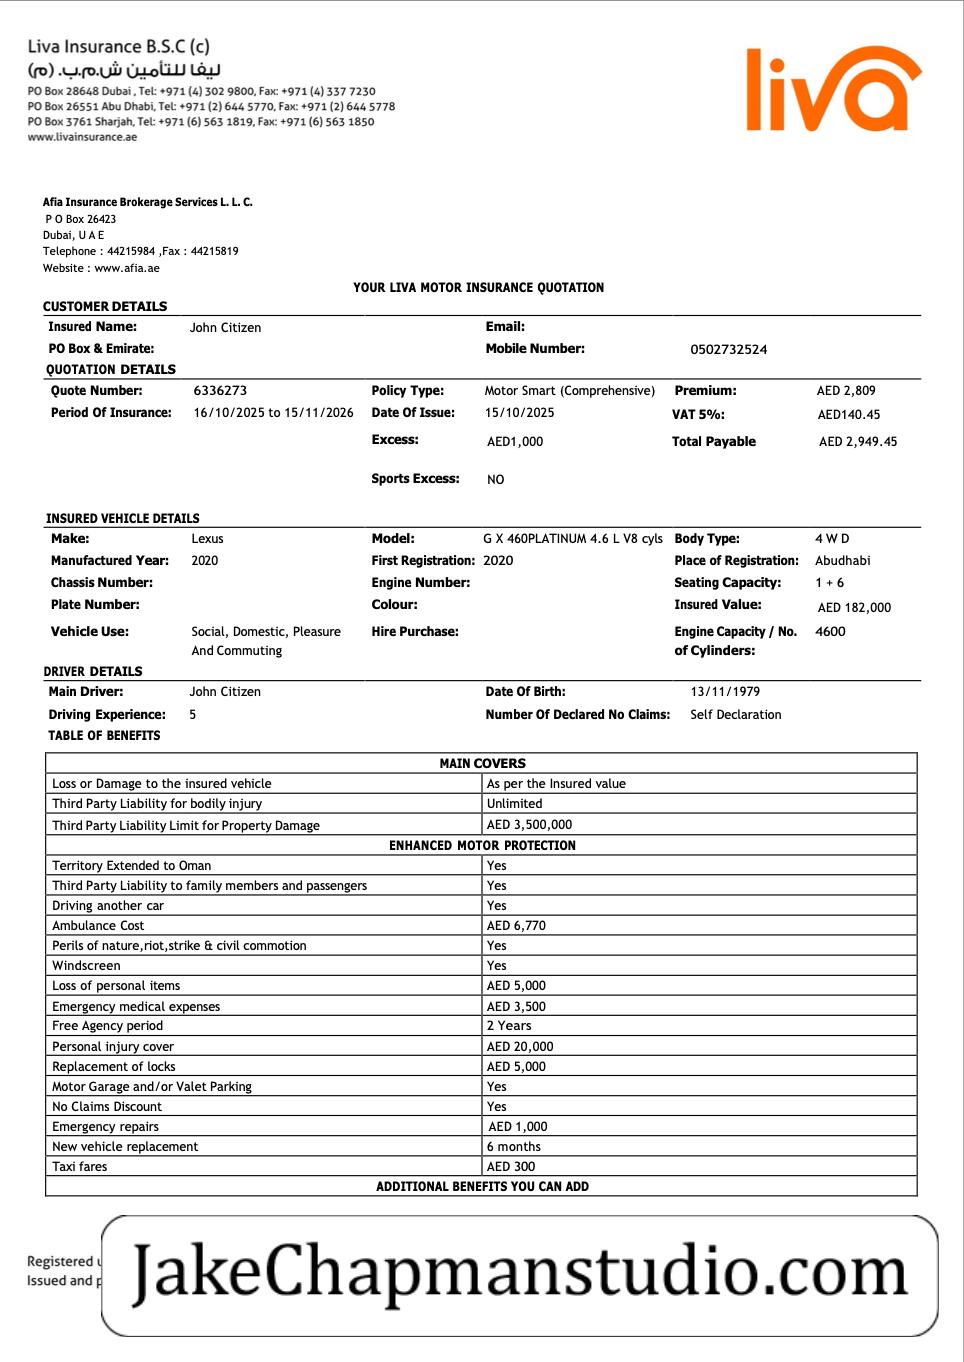 Liva Insurance B.S.C (c)
ليفا للتأمين ش.م.ب. (م)
PO Box 28648 Dubai , Tel: +971 (4) 302 9800, Fax: +971 (4) 337 7230
PO Box 26551 Abu Dhabi, Tel: +971 (2) 644 5770, Fax: +971 (2) 644 5778
PO Box 3761 Sharjah, Tel: +971 (6) 563 1819, Fax: +971 (6) 563 1850
www.livainsurance.ae
liva
Afia Insurance Brokerage Services L. L. C.
P O Box 26423
Dubai, U A E
Telephone : 44215984 ,Fax : 44215819
Website : www.afia.ae
YOUR LIVA MOTOR INSURANCE QUOTATION
CUSTOMER DETAILS
Insured Name: John Citizen Email:
PO Box & Emirate: Mobile Number: 0502732524
QUOTATION DETAILS
Quote Number: 6336273 Policy Type: Motor Smart (Comprehensive) Premium: AED 2,809
Period Of Insurance: 16/10/2025 to 15/11/2026 Date Of Issue: 15/10/2025 VAT 5%: AED140.45
Excess: AED1,000 Total Payable AED 2,949.45
Sports Excess: NO
INSURED VEHICLE DETAILS
Make: Lexus Model: G X 460PLATINUM 4.6 L V8 cyls Body Type: 4 W D
Manufactured Year: 2020 First Registration: 2020 Place of Registration: Abudhabi
Chassis Number: Engine Number: Seating Capacity: 1 + 6
Plate Number: Colour: Insured Value: AED 182,000
Vehicle Use: Social, Domestic, Pleasure Hire Purchase: Engine Capacity / No. 4600
And Commuting of Cylinders:
DRIVER DETAILS
Main Driver: John Citizen Date Of Birth: 13/11/1979
Driving Experience: 5 Number Of Declared No Claims: Self Declaration
TABLE OF BENEFITS
MAIN COVERS
Loss or Damage to the insured vehicle As per the Insured value
Third Party Liability for bodily injury Unlimited
Third Party Liability Limit for Property Damage AED 3,500,000
ENHANCED MOTOR PROTECTION
Territory Extended to Oman Yes
Third Party Liability to family members and passengers Yes
Driving another car Yes
Ambulance Cost AED 6,770
Perils of nature,riot,strike & civil commotion Yes
Windscreen Yes
Loss of personal items AED 5,000
Emergency medical expenses AED 3,500
Free Agency period 2 Years
Personal injury cover AED 20,000
Replacement of locks AED 5,000
Motor Garage and/or Valet Parking Yes
No Claims Discount Yes
Emergency repairs AED 1,000
New vehicle replacement 6 months
Taxi fares AED 300
ADDITIONAL BENEFITS YOU CAN ADD
Registered
Issued and
JakeChapmanstudio.com